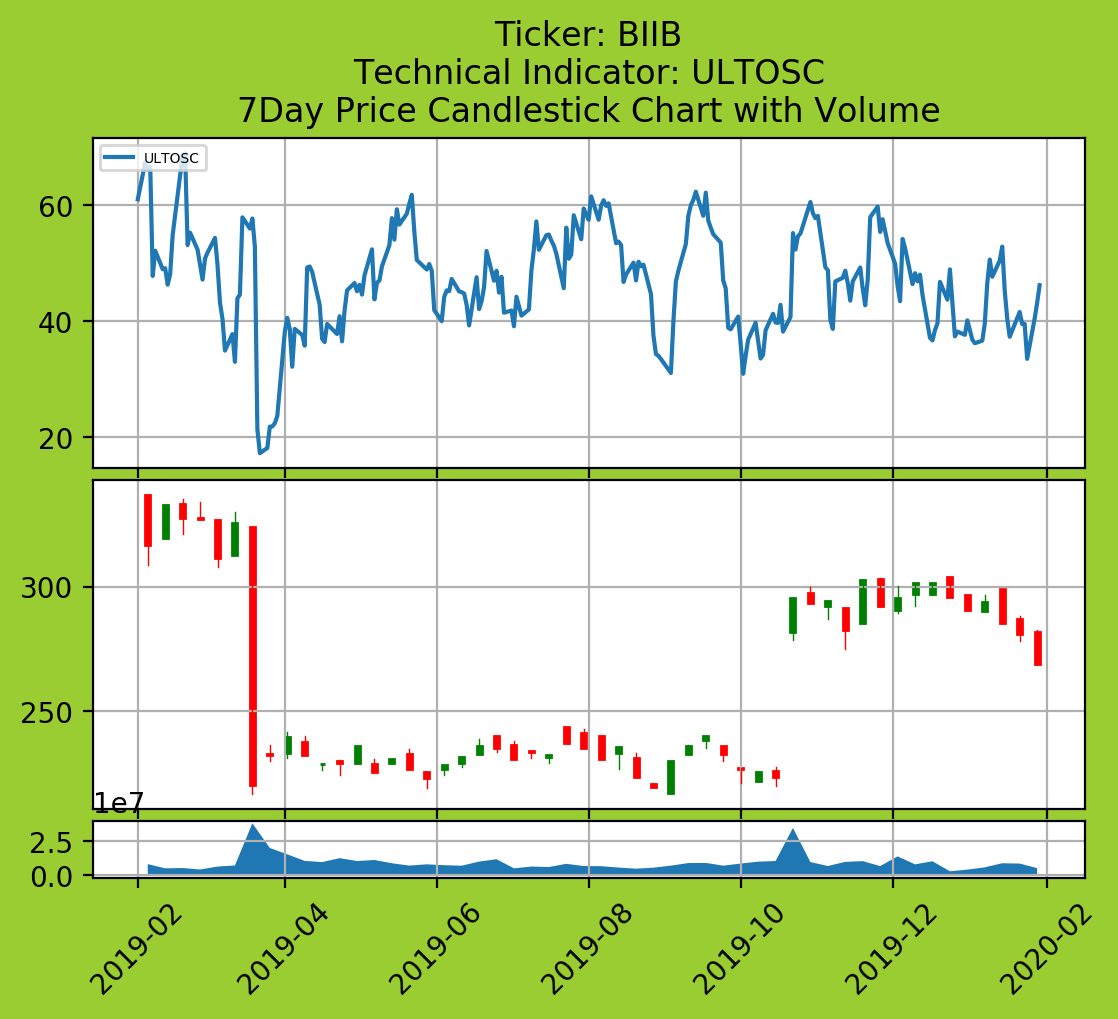 Ticker: BIIB
Technical Indicator: ULTOSC
7Day Price Candlestick Chart with Volume
ULTOSC
60
40
20
300
250
1e7
2.5
0.0
2019-02
2019-04
2019-06
2019-08
2019-10
2019-12
2020-02